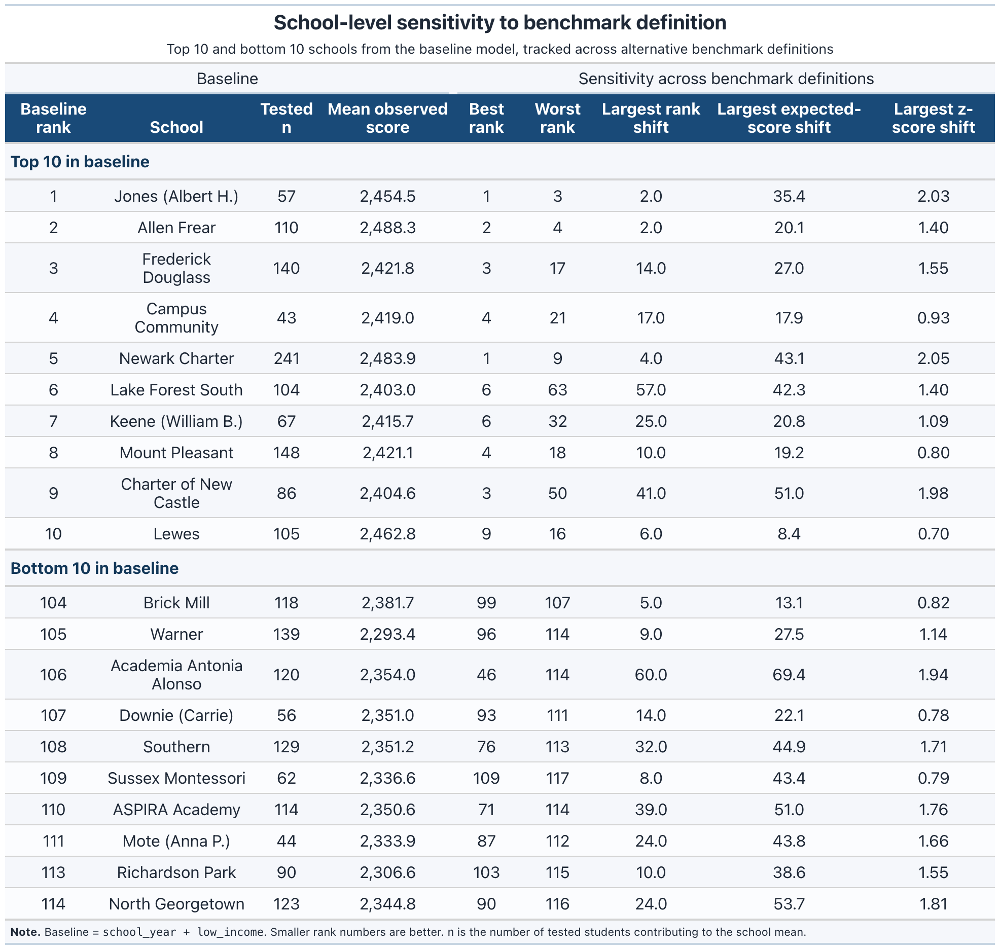 School-level sensitivity to benchmark definition
Top 10 and bottom 10 schools from the baseline model, tracked across alternative benchmark definitions
Baseline Sensitivity across benchmark definitions
Baseline rank School Tested n Mean observed score Best rank Worst rank Largest rank shift Largest expected-score shift Largest z-score shift
Top 10 in baseline
1 Jones (Albert H.) 57 2,454.5 1 3 2.0 35.4 2.03
2 Allen Frear 110 2,488.3 2 4 2.0 20.1 1.40
3 Frederick Douglass 140 2,421.8 3 17 14.0 27.0 1.55
4 Campus Community 43 2,419.0 4 21 17.0 17.9 0.93
5 Newark Charter 241 2,483.9 1 9 4.0 43.1 2.05
6 Lake Forest South 104 2,403.0 6 63 57.0 42.3 1.40
7 Keene (William B.) 67 2,415.7 6 32 25.0 20.8 1.09
8 Mount Pleasant 148 2,421.1 4 18 10.0 19.2 0.80
9 Charter of New Castle 86 2,404.6 3 50 41.0 51.0 1.98
10 Lewes 105 2,462.8 9 16 6.0 8.4 0.70
Bottom 10 in baseline
104 Brick Mill 118 2,381.7 99 107 5.0 13.1 0.82
105 Warner 139 2,293.4 96 114 9.0 27.5 1.14
106 Academia Antonia Alonso 120 2,354.0 46 114 60.0 69.4 1.94
107 Downie (Carrie) 56 2,351.0 93 111 14.0 22.1 0.78
108 Southern 129 2,351.2 76 113 32.0 44.9 1.71
109 Sussex Montessori 62 2,336.6 109 117 8.0 43.4 0.79
110 ASPIRA Academy 114 2,350.6 71 114 39.0 51.0 1.76
111 Mote (Anna P.) 44 2,333.9 87 112 24.0 43.8 1.66
113 Richardson Park 90 2,306.6 103 115 10.0 38.6 1.55
114 North Georgetown 123 2,344.8 90 116 24.0 53.7 1.81
Note. Baseline = school_year + low_income. Smaller rank numbers are better. n is the number of tested students contributing to the school mean.